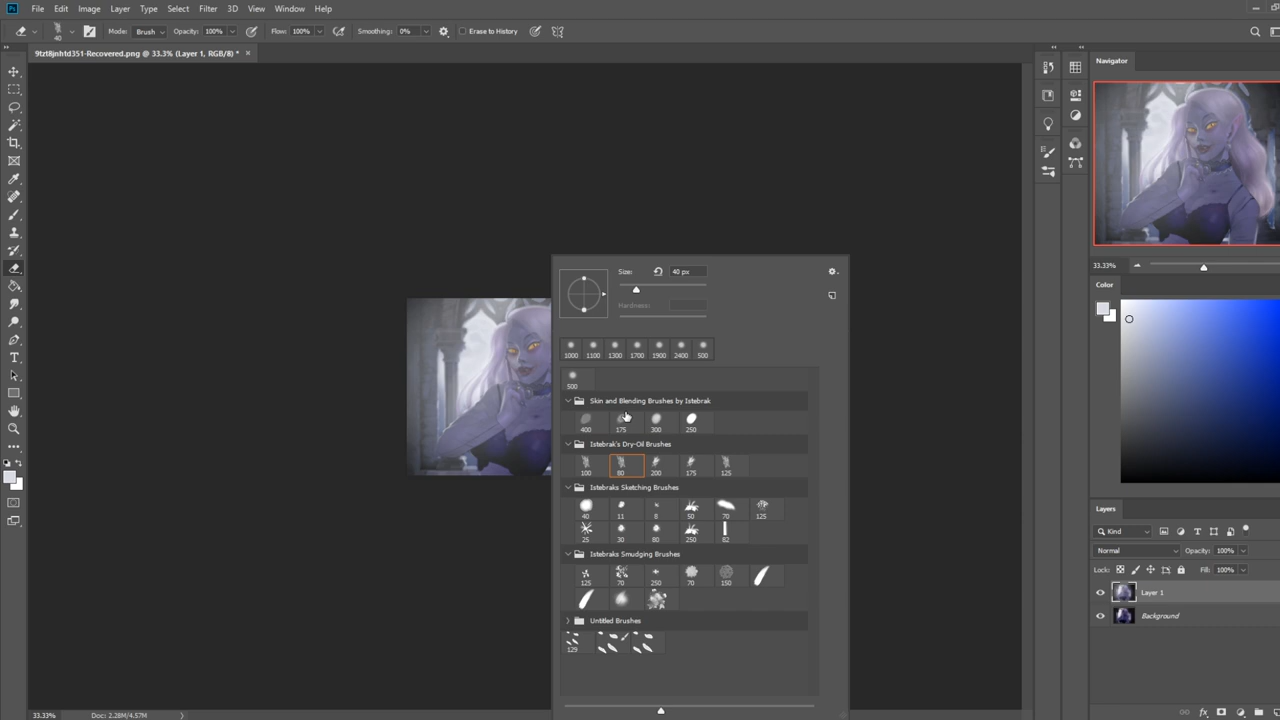 Ps File Edit Image Layer Type Select Filter 3D View Window Help
40 Mode: Brush Opacity: 100% Flow: 100% Smoothing: 0% Erase to History
9tzt8jnhtd351-Recovered.png @ 33.3% (Layer 1, RGB/8) * ×
Navigator
33.33%
Color
Size: 40 px
Hardness:
1000 1100 1300 1700 1900 2400 500
500
Skin and Blending Brushes by Istebrak
400 175 300 250
Istebrak's Dry-Oil Brushes
100 80 200 175 125
Istebraks Sketching Brushes
40 11 8 50 70 125
25 30 80 250 82
Istebraks Smudging Brushes
125 70 250 70 150
Untitled Brushes
129
Layers
Kind
Normal Opacity: 100%
Lock: Fill: 100%
Layer 1
Background
fx
33.33% Doc: 2.28M/4.57M